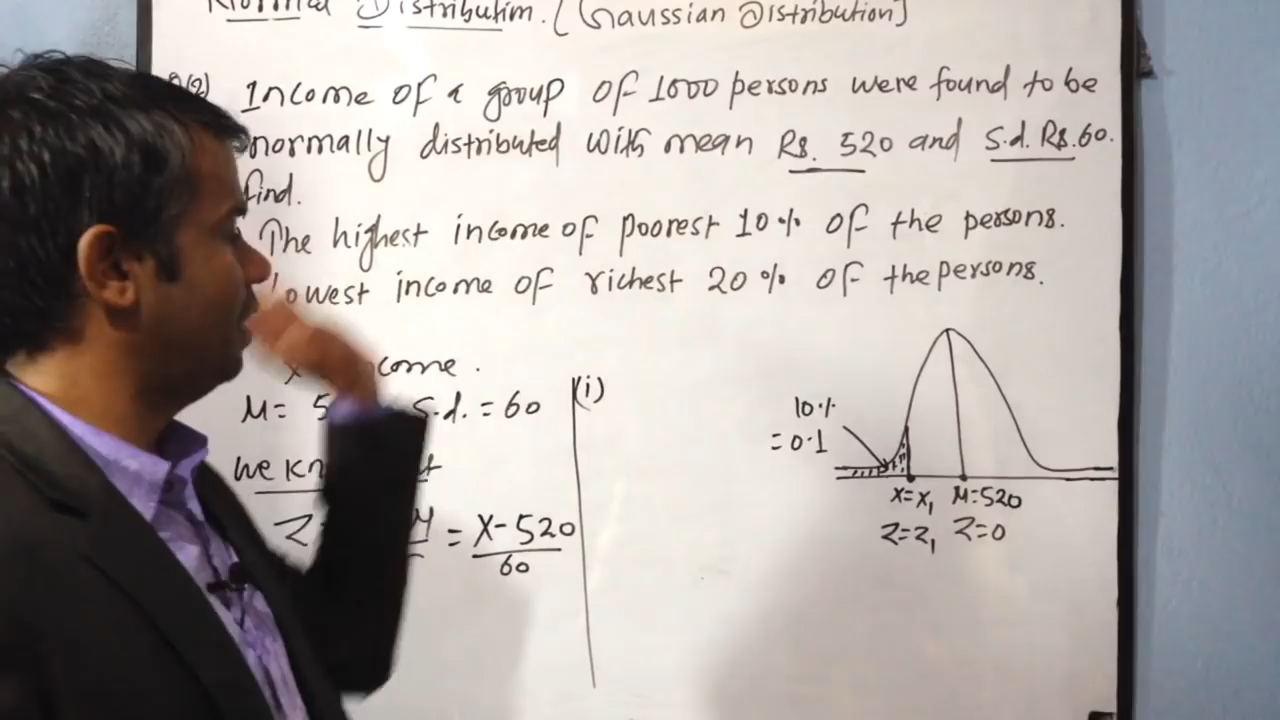 Normal Distribution. (Gaussian Distribution)
Q(2) Income of a group of 1000 persons were found to be
normally distributed with mean Rs. 520 and S.d. Rs.60.
find.
The highest income of poorest 10% of the persons.
Lowest income of richest 20% of the persons.
X
come.
M= 5 S.d. = 60
(i)
10%
= 0.1
We kn t
X=X1 M=520
Z=Z1 Z=0
Z = M = X-520
60